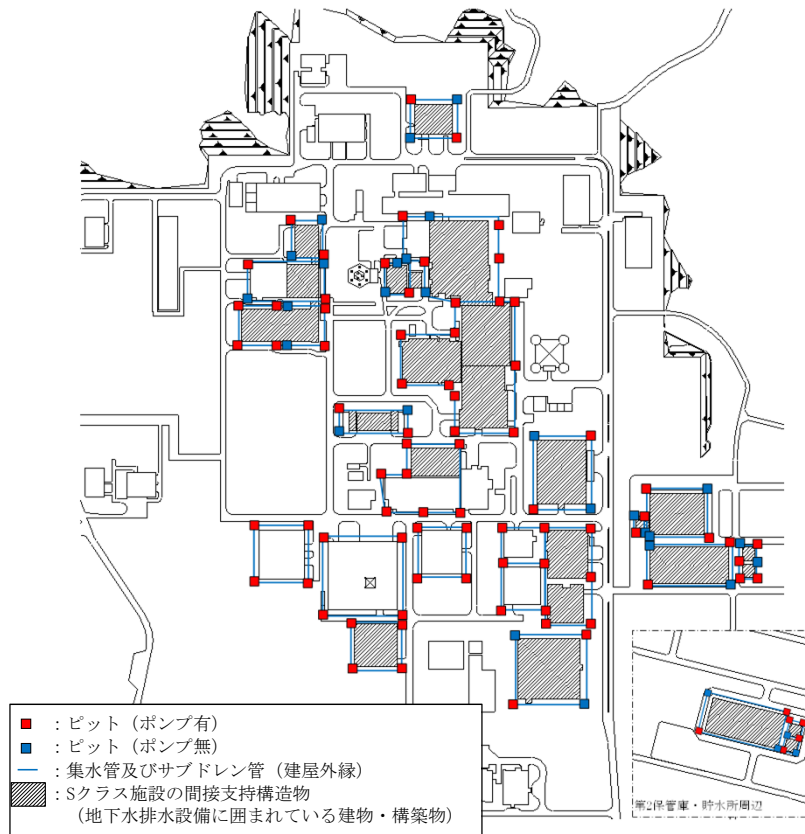 ：ピット（ポンプ有）
：ピット（ポンプ無）
：集水管及びサブドレン管（建屋外縁）
：Sクラス施設の間接支持構造物
（地下水排水設備に囲まれている建物・構築物）
第2保管庫・貯水所周辺